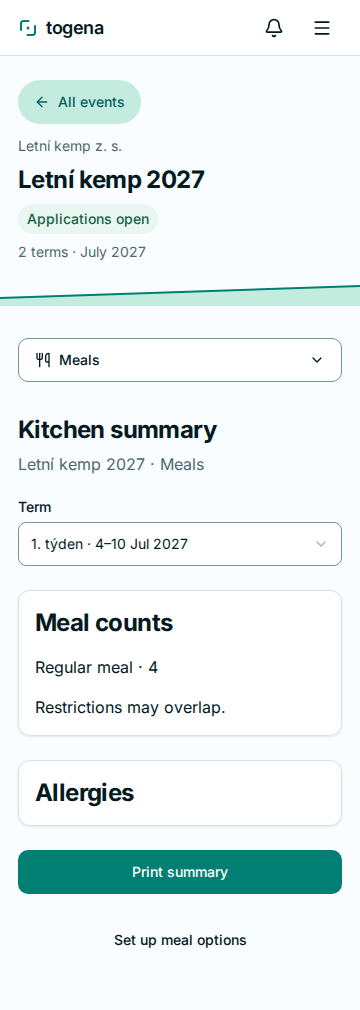 togena
All events
Letní kemp z. s.
Letní kemp 2027
Applications open
2 terms · July 2027
Meals
Kitchen summary
Letní kemp 2027 · Meals
Term
1. týden · 4–10 Jul 2027
Meal counts
Regular meal · 4
Restrictions may overlap.
Allergies
Print summary
Set up meal options